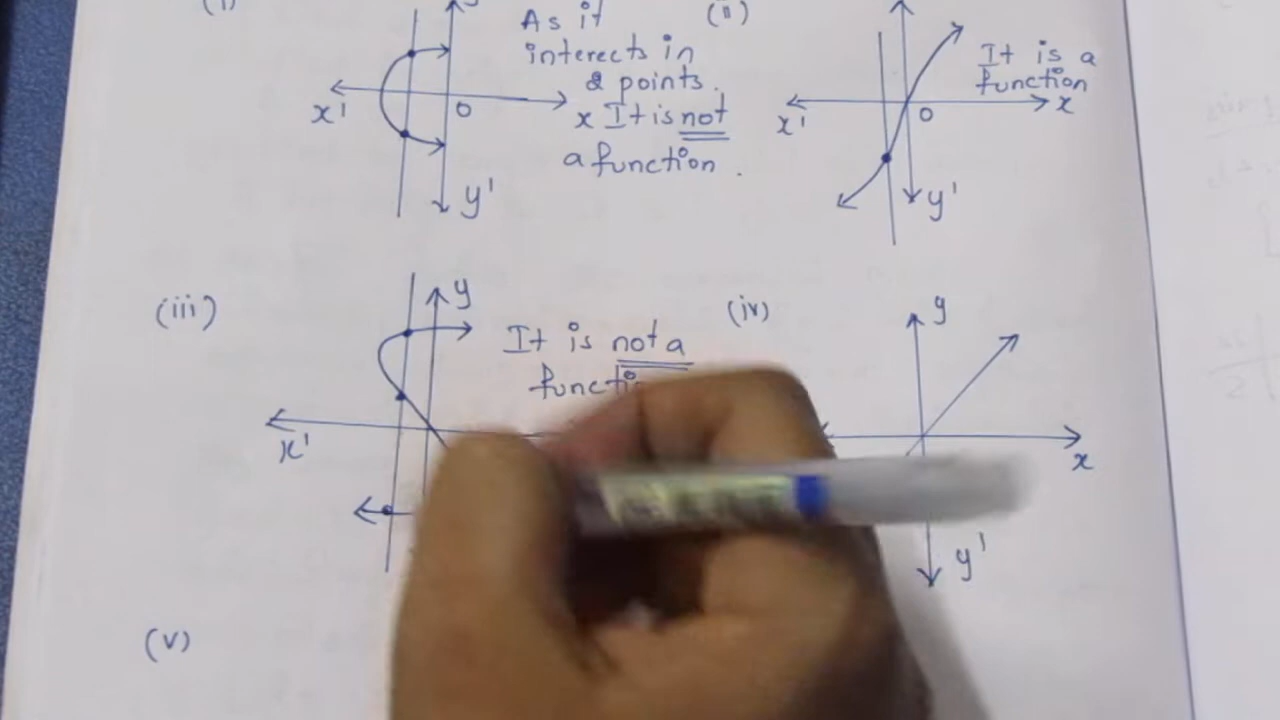 (i)
As it
interects in
2 points.
x It is not
a function.
x'
O
y'
(ii)
It is a
function
x'
O
x
y'
(iii)
y
It is not a
x'
(iv)
y
x
y'
(v)